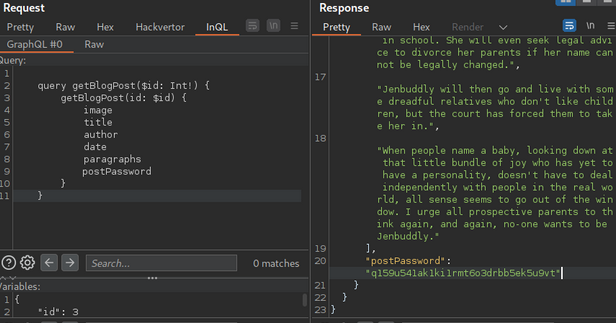 Request
Response
Pretty Raw Hex Hackvertor InQL \n
Pretty Raw Hex Render \n
GraphQL #0 Raw
Query:
1
2 query getBlogPost($id: Int!) {
3 getBlogPost(id: $id) {
4 image
5 title
6 author
7 date
8 paragraphs
9 postPassword
10 }
11 }
Search...
0 matches
Variables:
1 {
2 "id": 3
in school. She will even seek legal advi
ce to divorce her parents if her name can
not be legally changed.",
17
"Jenbuddly will then go and live with som
e dreadful relatives who don't like child
ren, but the court has forced them to tak
e her in.",
18
"When people name a baby, looking down at
that little bundle of joy who has yet to
have a personality, doesn't have to deal
independently with people in the real wo
rld, all sense seems to go out of the win
dow. I urge all prospective parents to th
ink again, and again, no-one wants to be
Jenbuddly."
19 ],
20 "postPassword":
"q159u541ak1ki1rmt6o3drbb5ek5u9vt"
21 }
22 }
23 }